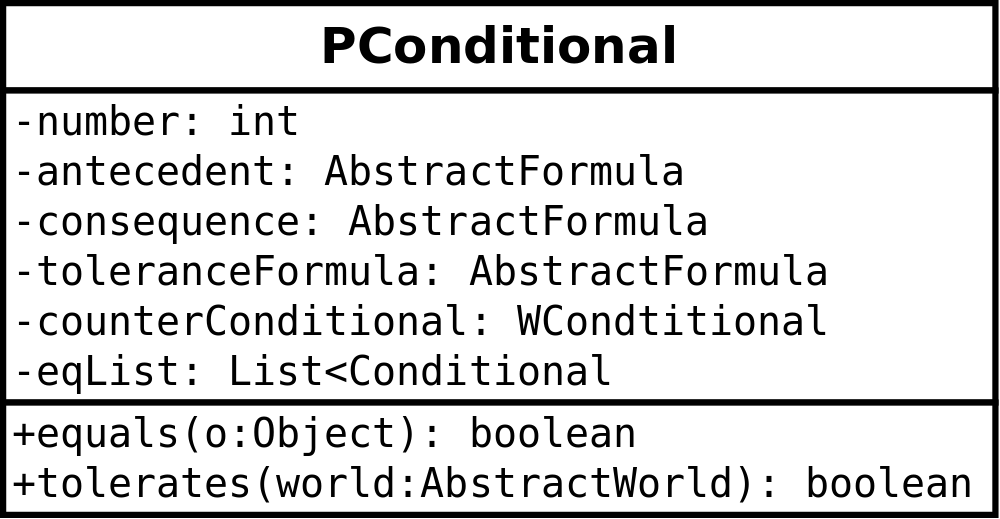 PConditional
-number: int
-antecedent: AbstractFormula
-consequence: AbstractFormula
-toleranceFormula: AbstractFormula
-counterConditional: WCondtitional
-eqList: List<Conditional
+equals(o:Object): boolean
+tolerates(world:AbstractWorld): boolean